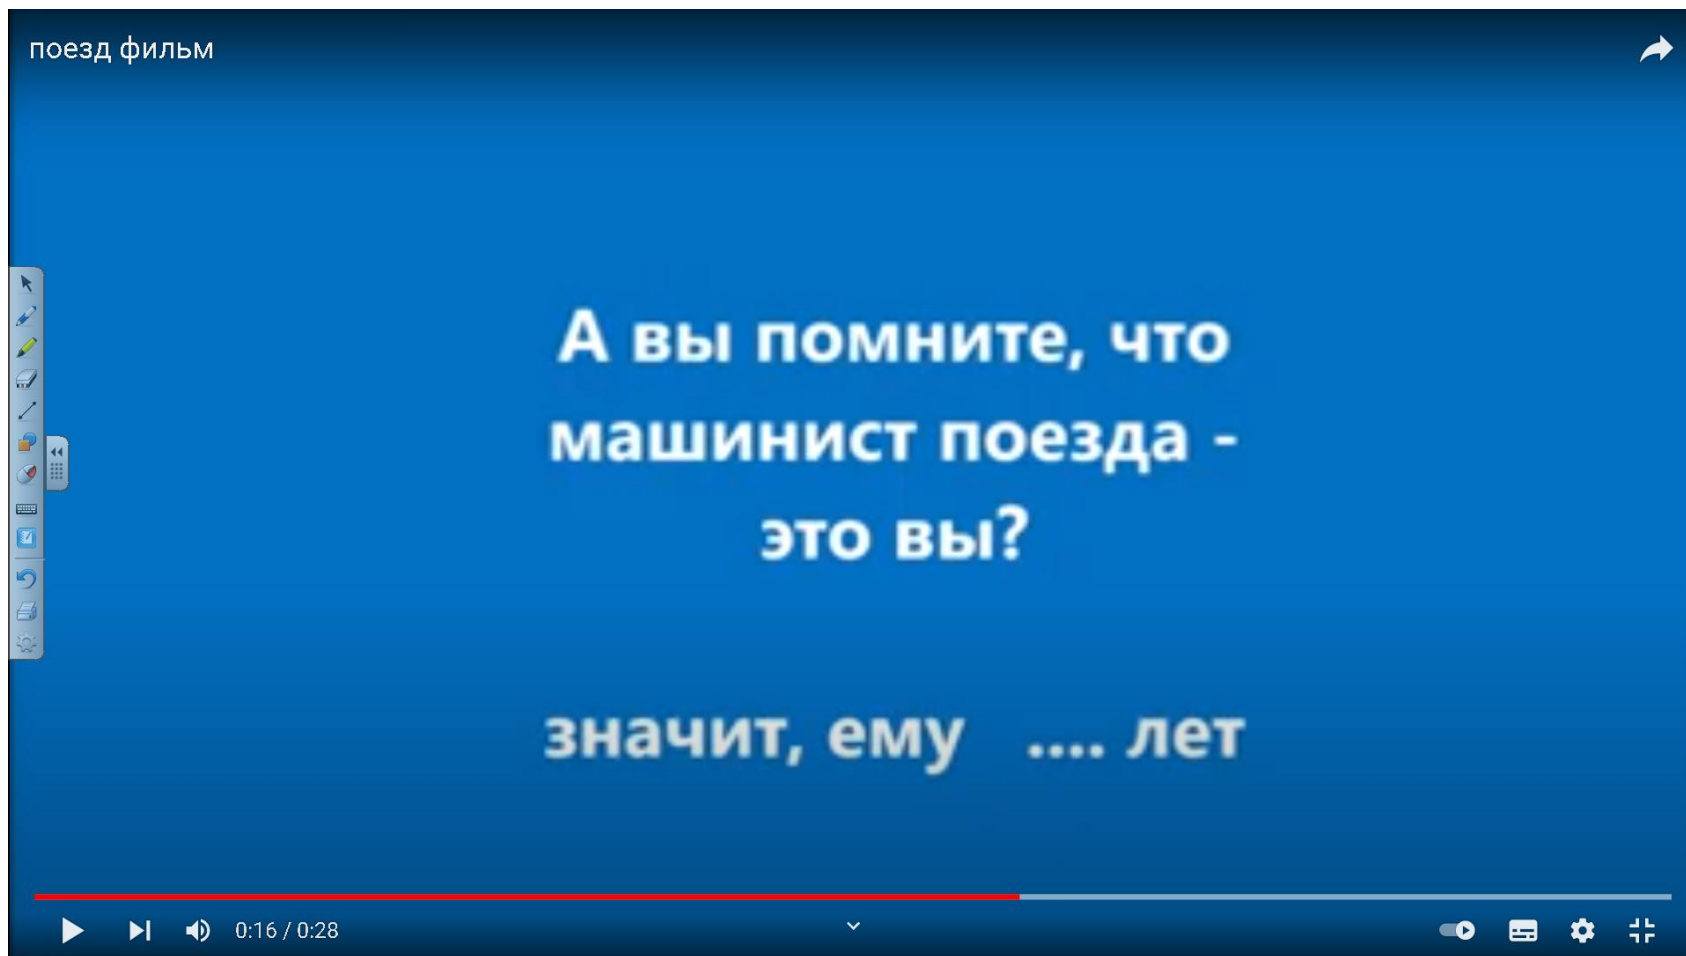 поезд фильм
А вы помните, что
машинист поезда -
это вы?
значит, ему .... лет
0:16 / 0:28